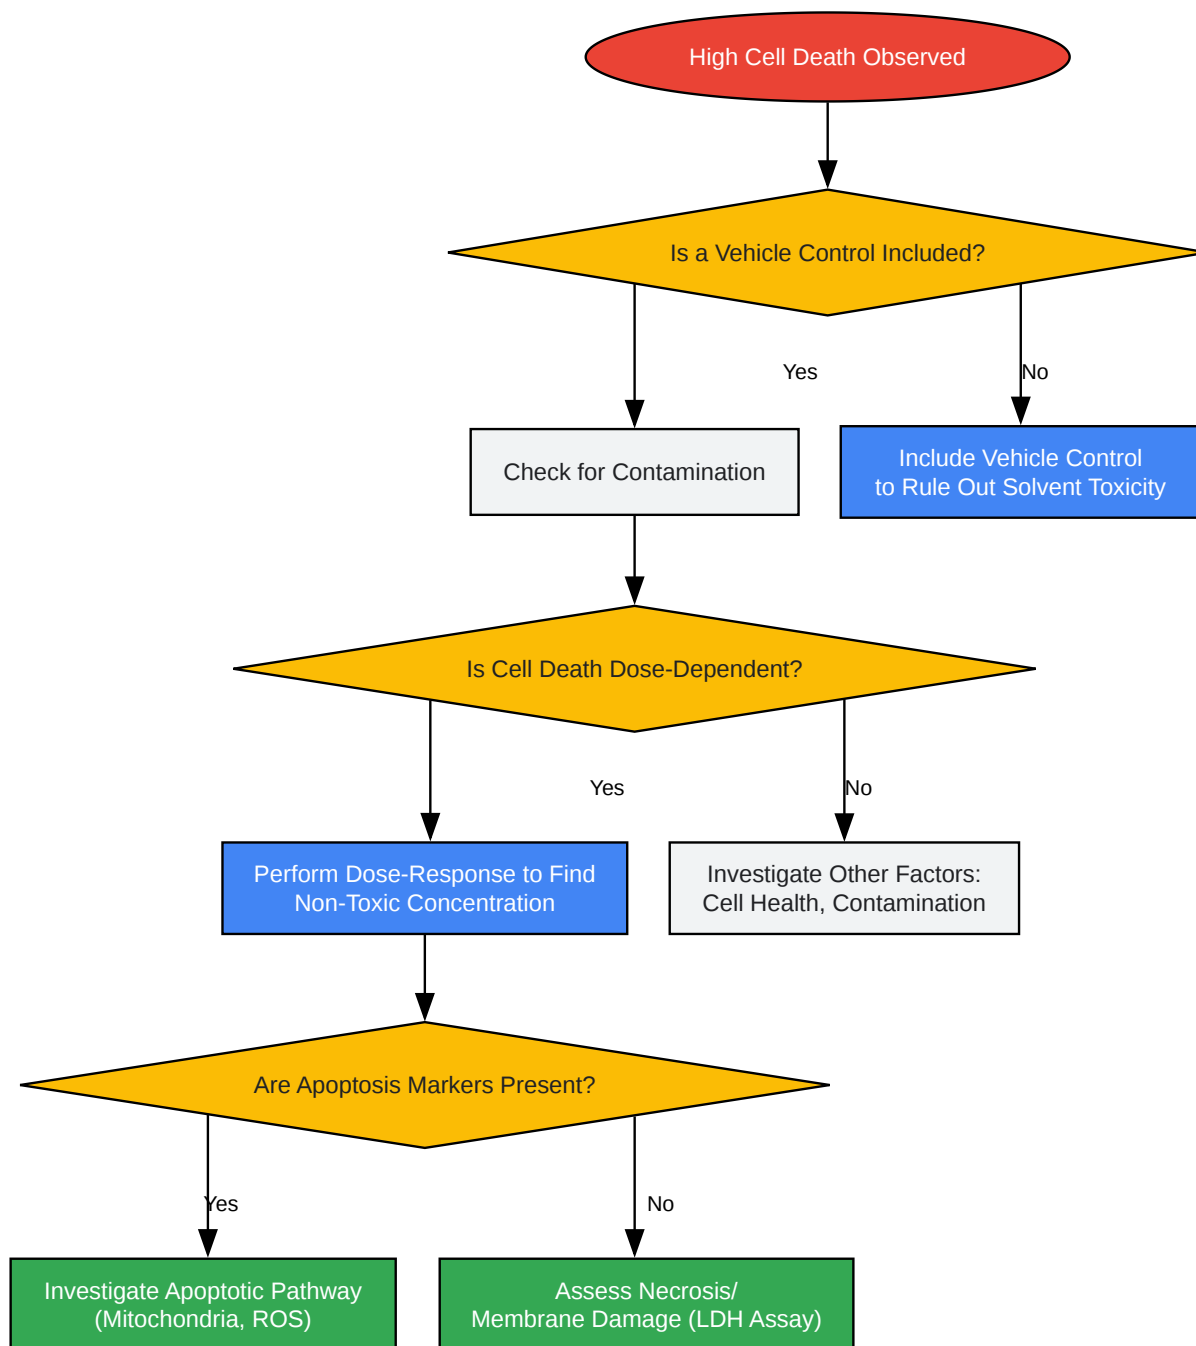 High Cell Death Observed
Is a Vehicle Control Included?
Yes
No
Check for Contamination
Include Vehicle Control
to Rule Out Solvent Toxicity
Is Cell Death Dose-Dependent?
Yes
No
Perform Dose-Response to Find
Non-Toxic Concentration
Investigate Other Factors:
Cell Health, Contamination
Are Apoptosis Markers Present?
Yes
No
Investigate Apoptotic Pathway
(Mitochondria, ROS)
Assess Necrosis/
Membrane Damage (LDH Assay)